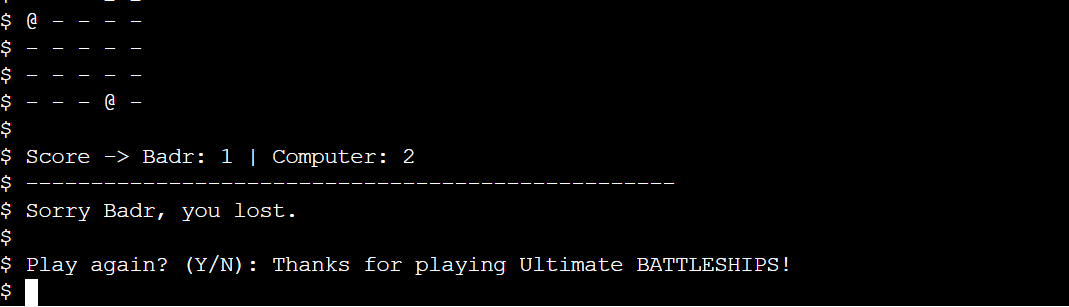 $ @ - - - -
$ - - - - -
$ - - - - -
$ - - - @ -
$
$ Score -> Badr: 1 | Computer: 2
$ --------------------------------------------------
$ Sorry Badr, you lost.
$
$ Play again? (Y/N): Thanks for playing Ultimate BATTLESHIPS!
$